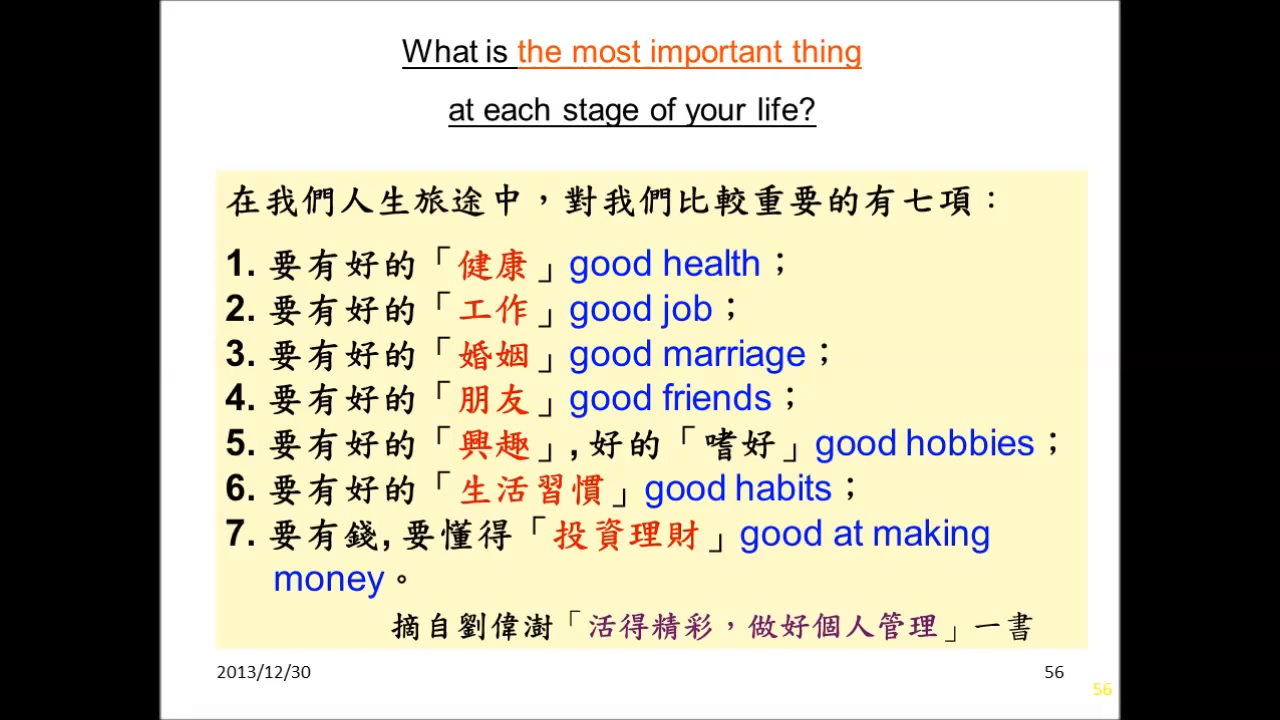 What is the most important thing
at each stage of your life?
在我們人生旅途中，對我們比較重要的有七項：
1. 要有好的「健康」good health；
2. 要有好的「工作」good job；
3. 要有好的「婚姻」good marriage；
4. 要有好的「朋友」good friends；
5. 要有好的「興趣」, 好的「嗜好」good hobbies；
6. 要有好的「生活習慣」good habits；
7. 要有錢, 要懂得「投資理財」good at making
money。
摘自劉偉澍「活得精彩，做好個人管理」一書
2013/12/30
56
56